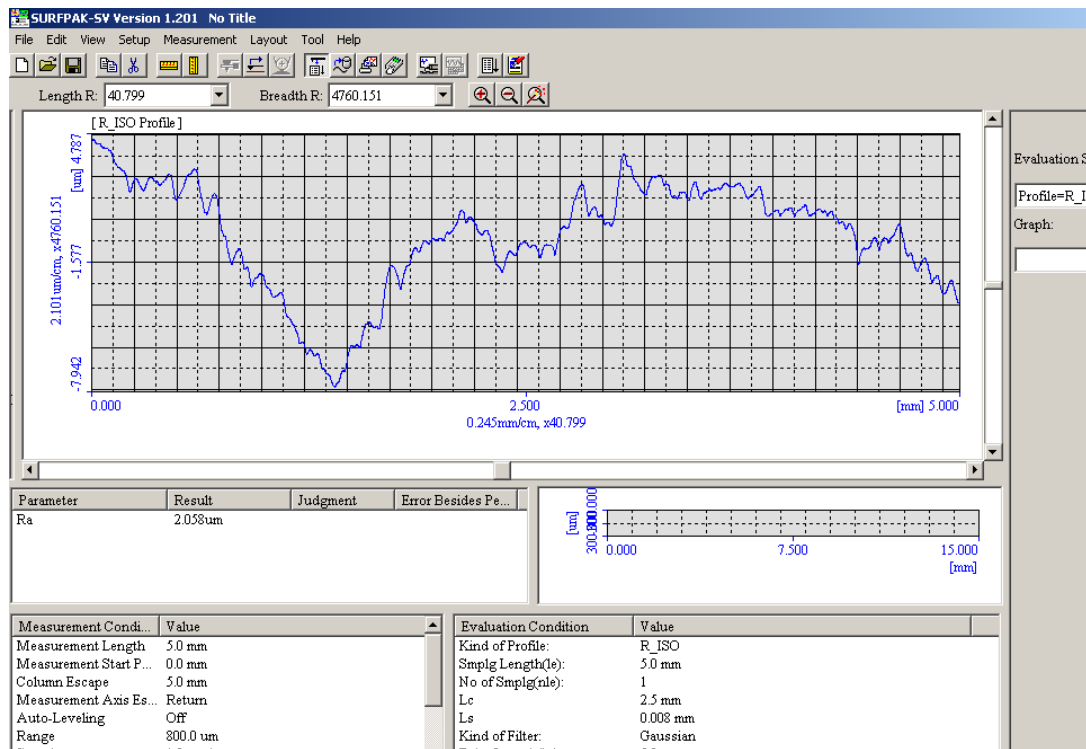 SURFPAK-SV Version 1.201 No Title
File Edit View Setup Measurement Layout Tool Help
Length R: 40.799 Breadth R: 4760.151
[ R_ISO Profile ]
[um] 4.787
-1.577
-7.942
2.101um/cm, x4760.151
0.000 2.500 [mm] 5.000
0.245mm/cm, x40.799
Evaluation S
Profile=R_I
Graph:
Parameter Result Judgment Error Besides Pe...
Ra 2.058um
[um]
0.000 7.500 15.000
[mm]
Measurement Condi... Value
Measurement Length 5.0 mm
Measurement Start P... 0.0 mm
Column Escape 5.0 mm
Measurement Axis Es... Return
Auto-Leveling Off
Range 800.0 um
Evaluation Condition Value
Kind of Profile: R_ISO
Smplg Length(le): 5.0 mm
No of Smplg(nle): 1
Lc 2.5 mm
Ls 0.008 mm
Kind of Filter: Gaussian